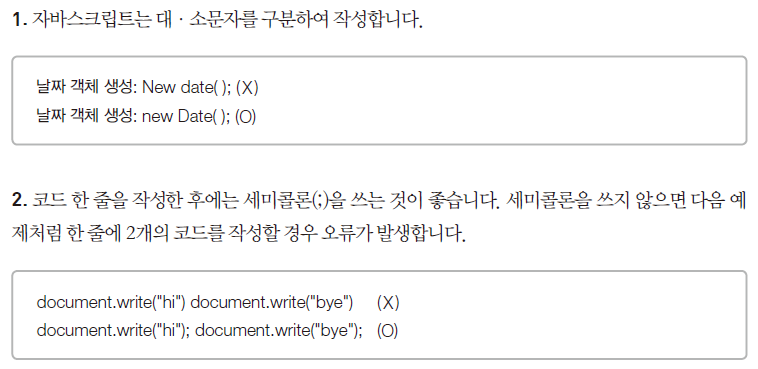 1. 자바스크립트는 대 · 소문자를 구분하여 작성합니다.
날짜 객체 생성: New date( ); (X)
날짜 객체 생성: new Date( ); (O)
2. 코드 한 줄을 작성한 후에는 세미콜론(;)을 쓰는 것이 좋습니다. 세미콜론을 쓰지 않으면 다음 예
제처럼 한 줄에 2개의 코드를 작성할 경우 오류가 발생합니다.
document.write("hi") document.write("bye") (X)
document.write("hi"); document.write("bye"); (O)